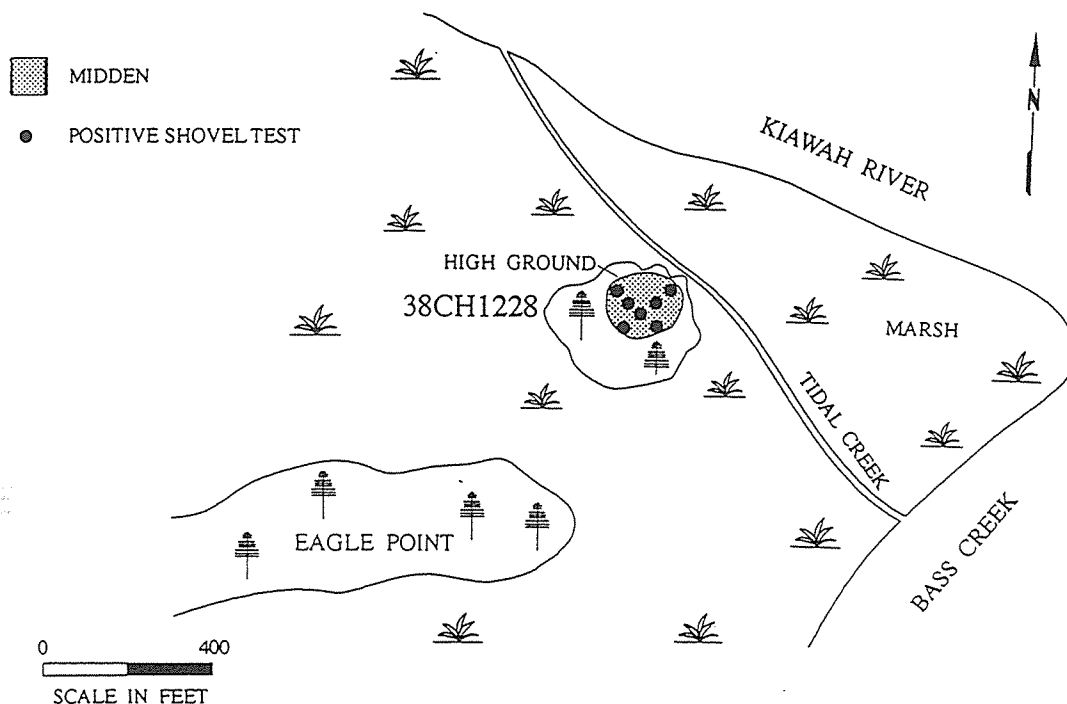 MIDDEN
POSITIVE SHOVEL TEST
N
KIAWAH RIVER
HIGH GROUND
38CH1228
MARSH
TIDAL CREEK
EAGLE POINT
BASS CREEK
0 400
SCALE IN FEET